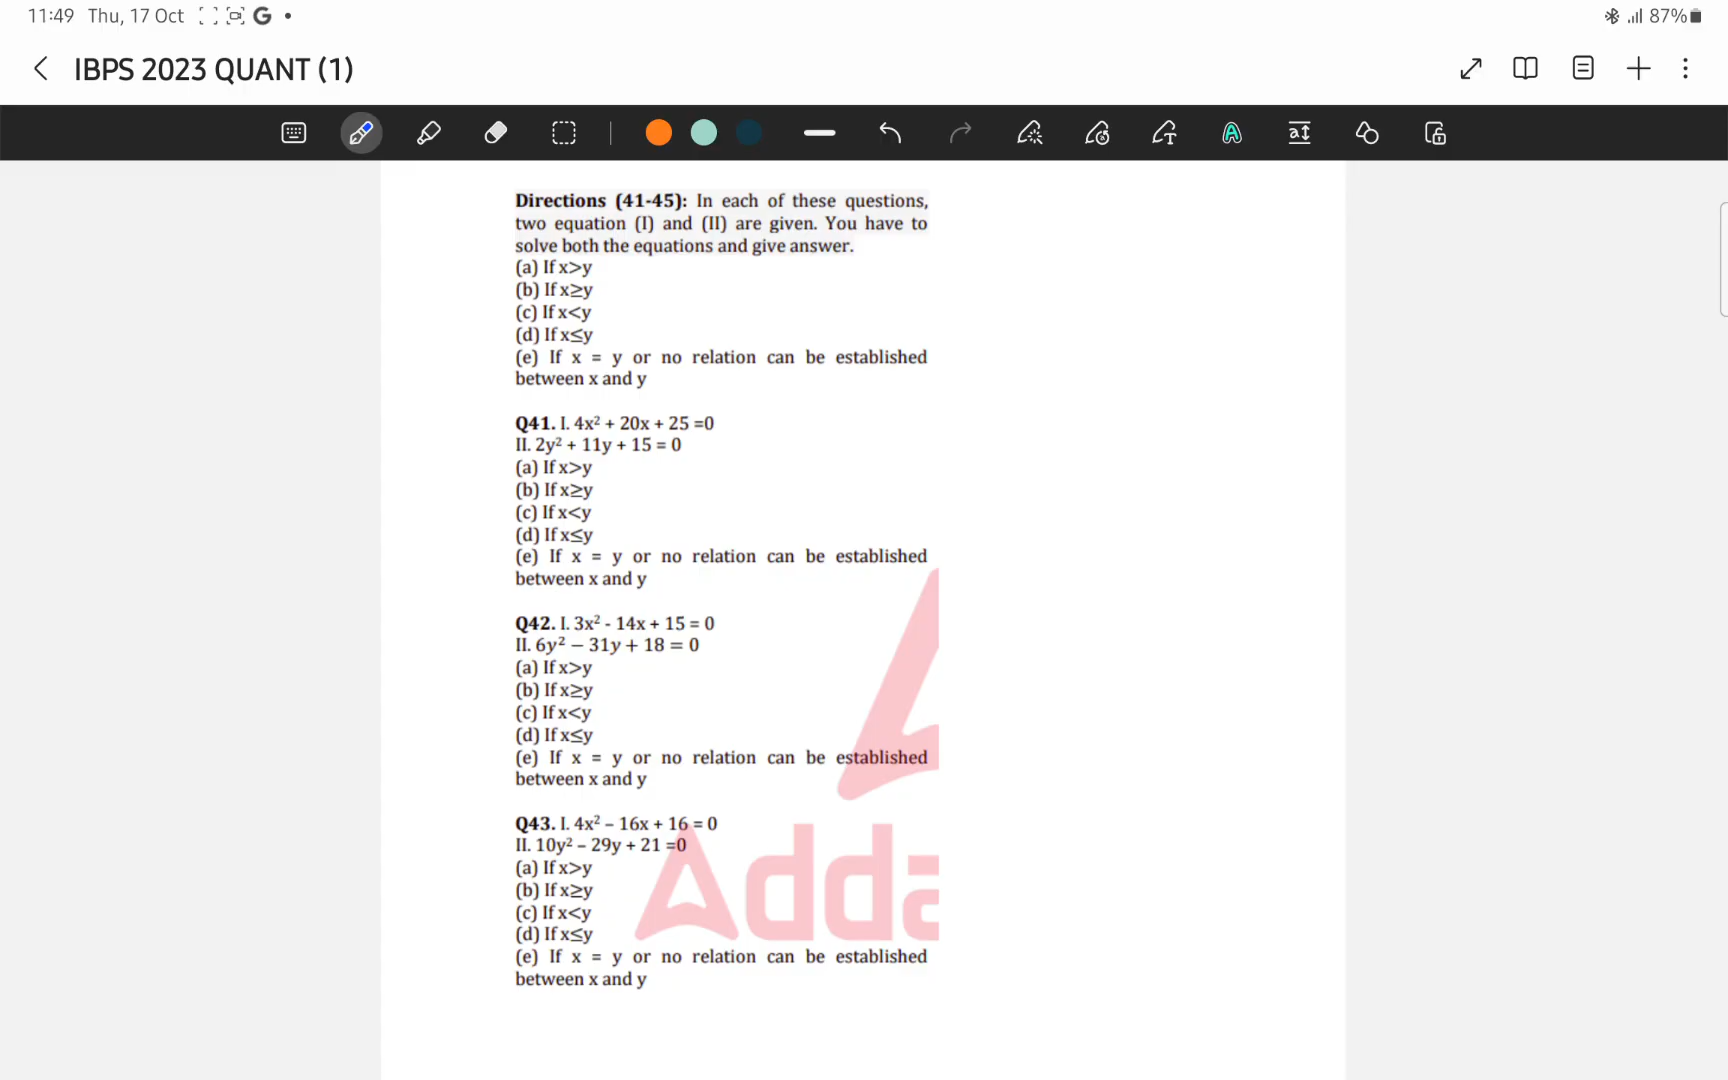 11:49 Thu, 17 Oct G
87%
IBPS 2023 QUANT (1)
Directions (41-45): In each of these questions,
two equation (I) and (II) are given. You have to
solve both the equations and give answer.
(a) If x>y
(b) If x≥y
(c) If x<y
(d) If x≤y
(e) If x = y or no relation can be established
between x and y
Q41. I. 4x² + 20x + 25 =0
II. 2y² + 11y + 15 = 0
(a) If x>y
(b) If x≥y
(c) If x<y
(d) If x≤y
(e) If x = y or no relation can be established
between x and y
Q42. I. 3x² - 14x + 15 = 0
II. 6y² – 31y + 18 = 0
(a) If x>y
(b) If x≥y
(c) If x<y
(d) If x≤y
(e) If x = y or no relation can be established
between x and y
Q43. I. 4x² – 16x + 16 = 0
II. 10y² – 29y + 21 =0
(a) If x>y
(b) If x≥y
(c) If x<y
(d) If x≤y
(e) If x = y or no relation can be established
between x and y
Adda